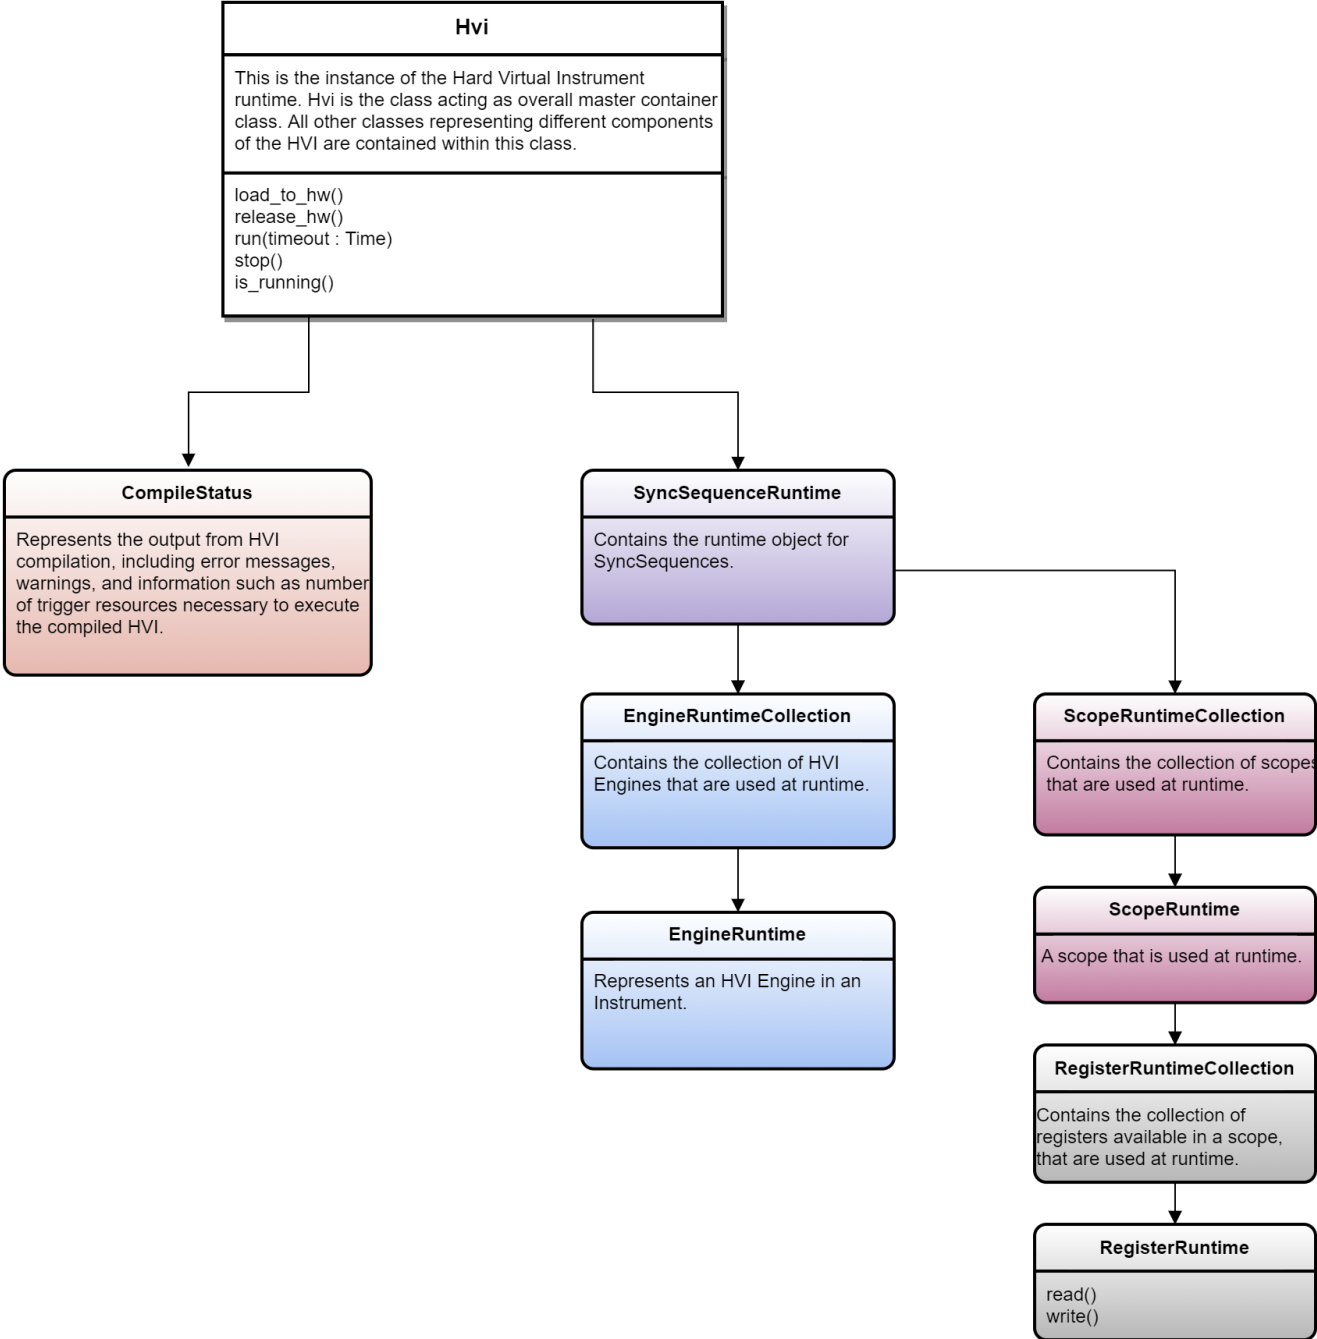 Hvi
This is the instance of the Hard Virtual Instrument
runtime. Hvi is the class acting as overall master container
class. All other classes representing different components
of the HVI are contained within this class.
load_to_hw()
release_hw()
run(timeout : Time)
stop()
is_running()
CompileStatus
Represents the output from HVI
compilation, including error messages,
warnings, and information such as number
of trigger resources necessary to execute
the compiled HVI.
SyncSequenceRuntime
Contains the runtime object for
SyncSequences.
EngineRuntimeCollection
Contains the collection of HVI
Engines that are used at runtime.
EngineRuntime
Represents an HVI Engine in an
Instrument.
ScopeRuntimeCollection
Contains the collection of scopes
that are used at runtime.
ScopeRuntime
A scope that is used at runtime.
RegisterRuntimeCollection
Contains the collection of
registers available in a scope,
that are used at runtime.
RegisterRuntime
read()
write()